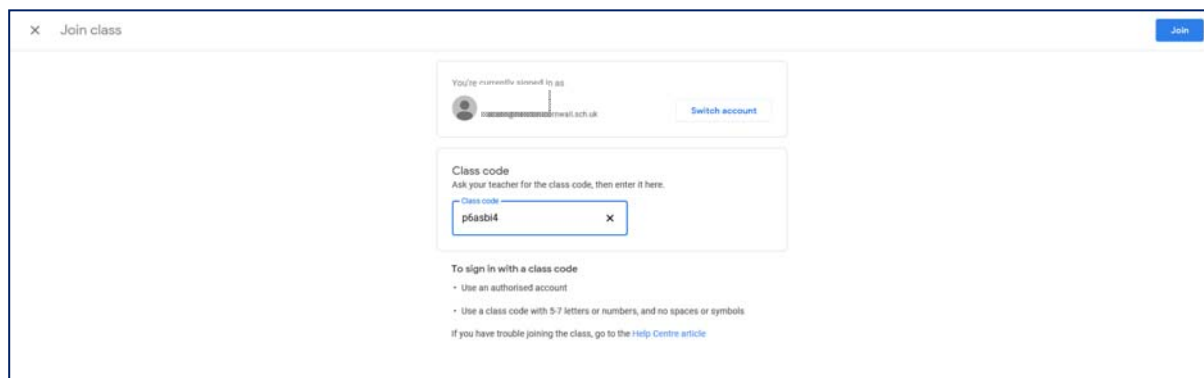 Join class
Join
You're currently signed in as
cornwall.sch.uk
Switch account
Class code
Ask your teacher for the class code, then enter it here.
Class code
p6asbi4
To sign in with a class code
• Use an authorised account
• Use a class code with 5-7 letters or numbers, and no spaces or symbols
If you have trouble joining the class, go to the Help Centre article